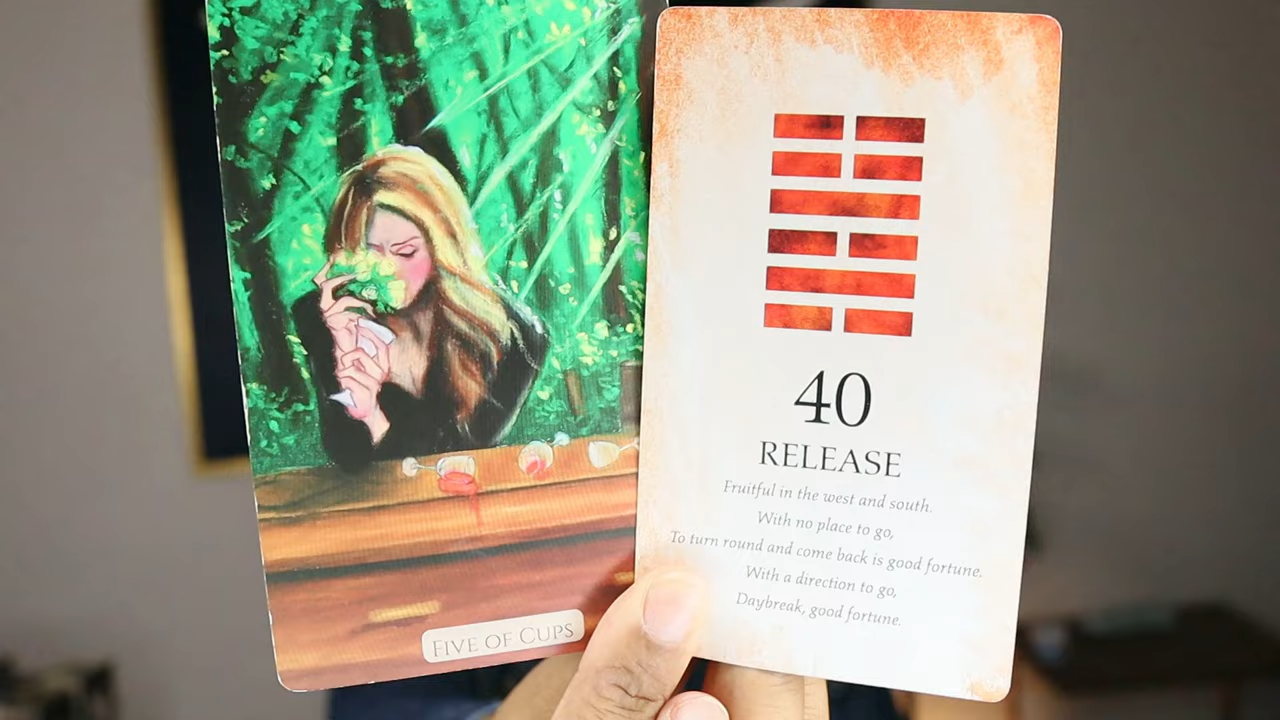 FIVE OF CUPS
40
RELEASE
Fruitful in the west and south.
With no place to go,
To turn round and come back is good fortune.
With a direction to go,
Daybreak, good fortune.